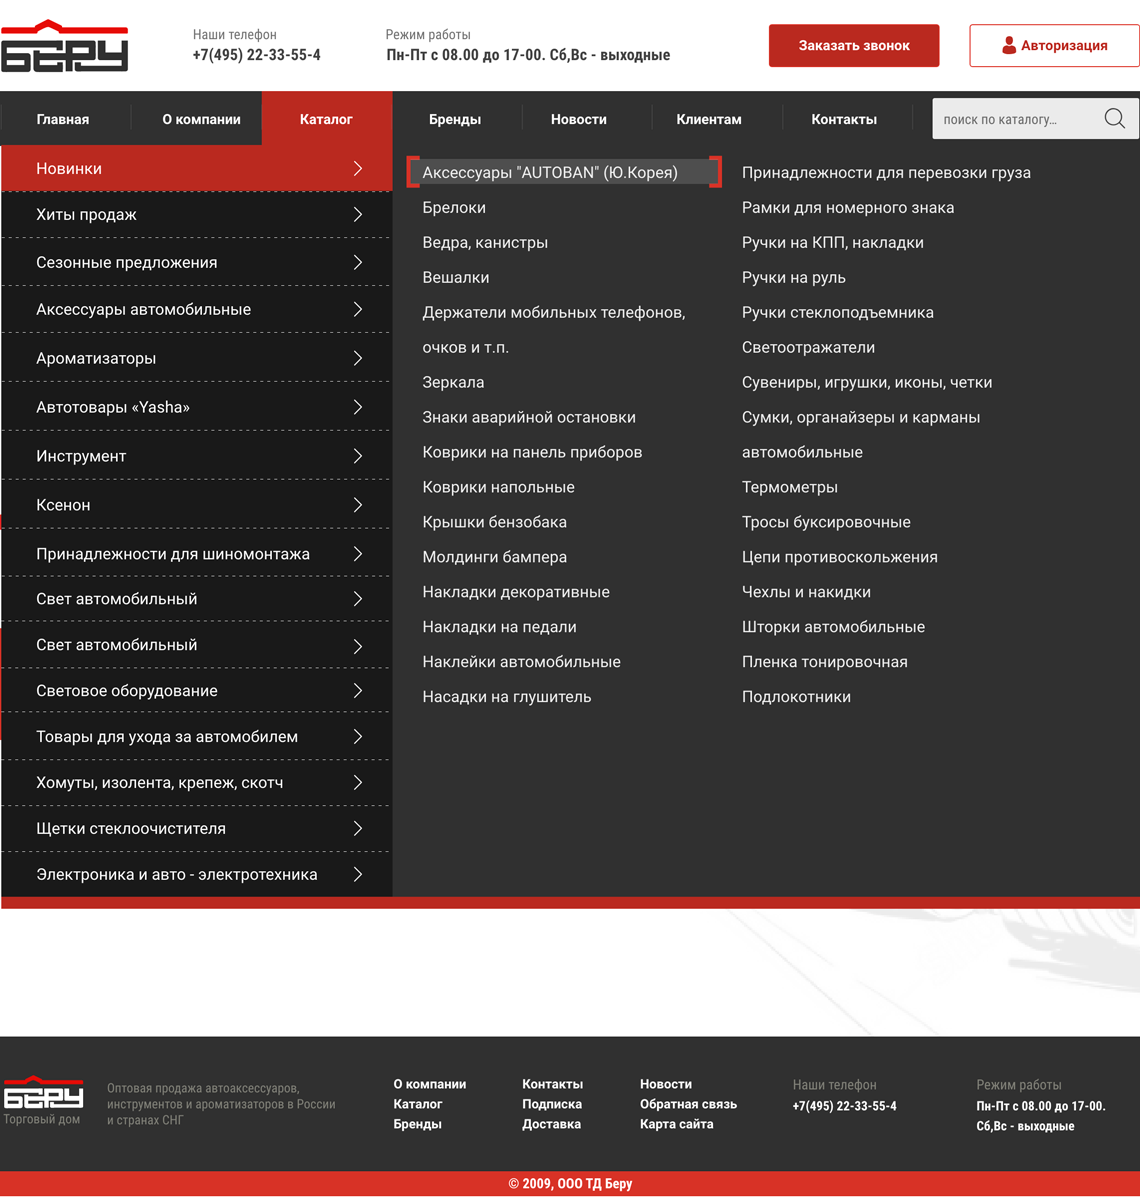 БЕРУ
Наши телефон
+7(495) 22-33-55-4
Режим работы
Пн-Пт с 08.00 до 17-00. Сб,Вс - выходные
Заказать звонок
Авторизация
Главная
О компании
Каталог
Бренды
Новости
Клиентам
Контакты
поиск по каталогу...
Новинки
Хиты продаж
Сезонные предложения
Аксессуары автомобильные
Ароматизаторы
Автотовары «Yasha»
Инструмент
Ксенон
Принадлежности для шиномонтажа
Свет автомобильный
Свет автомобильный
Световое оборудование
Товары для ухода за автомобилем
Хомуты, изолента, крепеж, скотч
Щетки стеклоочистителя
Электроника и авто - электротехника
Аксессуары "AUTOBAN" (Ю.Корея)
Брелоки
Ведра, канистры
Вешалки
Держатели мобильных телефонов,
очков и т.п.
Зеркала
Знаки аварийной остановки
Коврики на панель приборов
Коврики напольные
Крышки бензобака
Молдинги бампера
Накладки декоративные
Накладки на педали
Наклейки автомобильные
Насадки на глушитель
Принадлежности для перевозки груза
Рамки для номерного знака
Ручки на КПП, накладки
Ручки на руль
Ручки стеклоподъемника
Светоотражатели
Сувениры, игрушки, иконы, четки
Сумки, органайзеры и карманы
автомобильные
Термометры
Тросы буксировочные
Цепи противоскольжения
Чехлы и накидки
Шторки автомобильные
Пленка тонировочная
Подлокотники
БЕРУ
Торговый дом
Оптовая продажа автоаксессуаров,
инструментов и ароматизаторов в России
и странах СНГ
О компании
Каталог
Бренды
Контакты
Подписка
Доставка
Новости
Обратная связь
Карта сайта
Наши телефон
+7(495) 22-33-55-4
Режим работы
Пн-Пт с 08.00 до 17-00.
Сб,Вс - выходные
© 2009, ООО ТД Беру